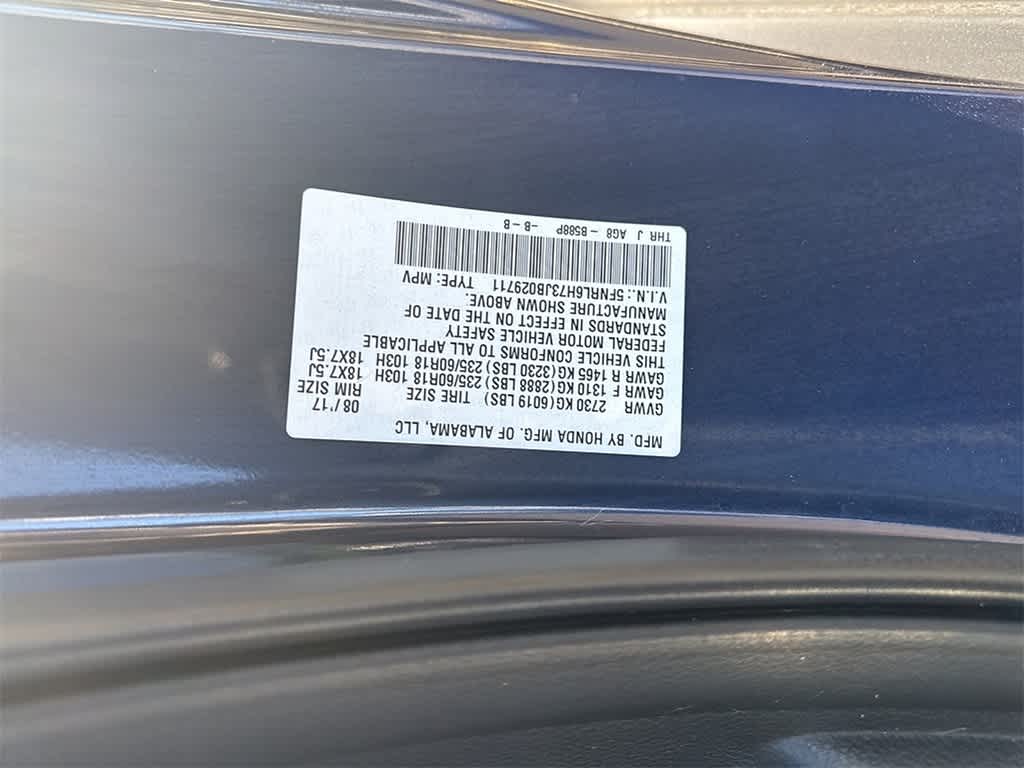 MFD. BY HONDA MFG. OF ALABAMA, LLC
08/'17
GVWR 2730 KG(6019 LBS) TIRE SIZE RIM SIZE
GAWR F 1310 KG(2888 LBS) 235/60R18 103H 18X7.5J
GAWR R 1465 KG(3230 LBS) 235/60R18 103H 18X7.5J
THIS VEHICLE CONFORMS TO ALL APPLICABLE
FEDERAL MOTOR VEHICLE SAFETY
STANDARDS IN EFFECT ON THE DATE OF
MANUFACTURE SHOWN ABOVE.
V.I.N.:5FNRL6H73JB029711 TYPE: MPV
THR J AG8 - B588P -B-B